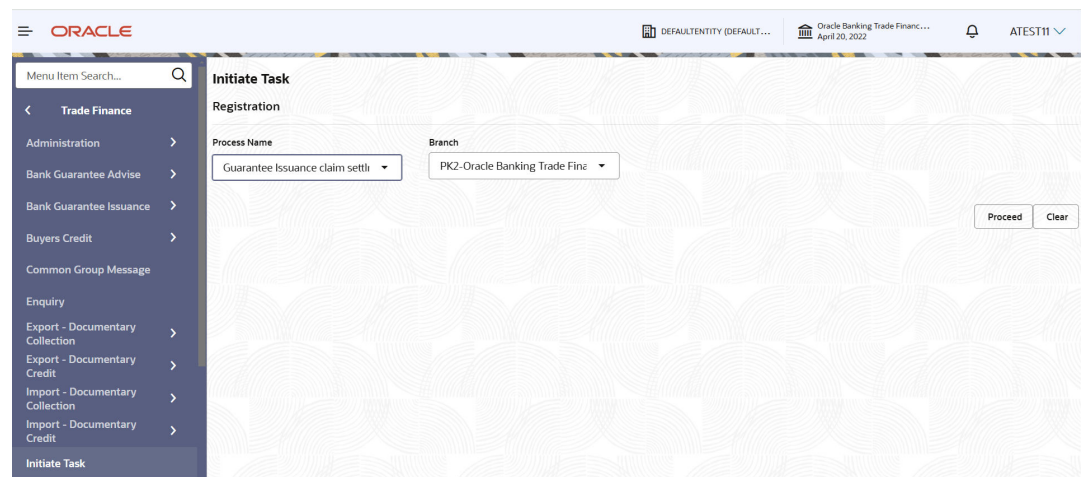 ORACLE
DEFAULTENTITY (DEFAULT...
Oracle Banking Trade Financ...
April 20, 2022
ATEST11
Menu Item Search...
Trade Finance
Administration
Bank Guarantee Advise
Bank Guarantee Issuance
Buyers Credit
Common Group Message
Enquiry
Export - Documentary
Collection
Export - Documentary
Credit
Import - Documentary
Collection
Import - Documentary
Credit
Initiate Task
Initiate Task
Registration
Process Name
Branch
Guarantee Issuance claim settl
PK2-Oracle Banking Trade Fina
Proceed
Clear